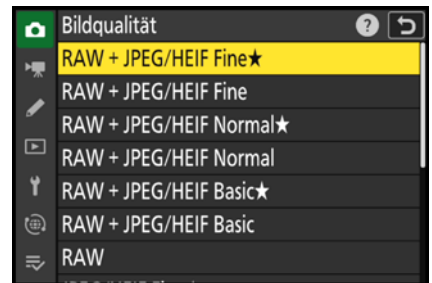 Bildqualität ?
RAW + JPEG/HEIF Fine★
RAW + JPEG/HEIF Fine
RAW + JPEG/HEIF Normal★
RAW + JPEG/HEIF Normal
RAW + JPEG/HEIF Basic★
RAW + JPEG/HEIF Basic
RAW